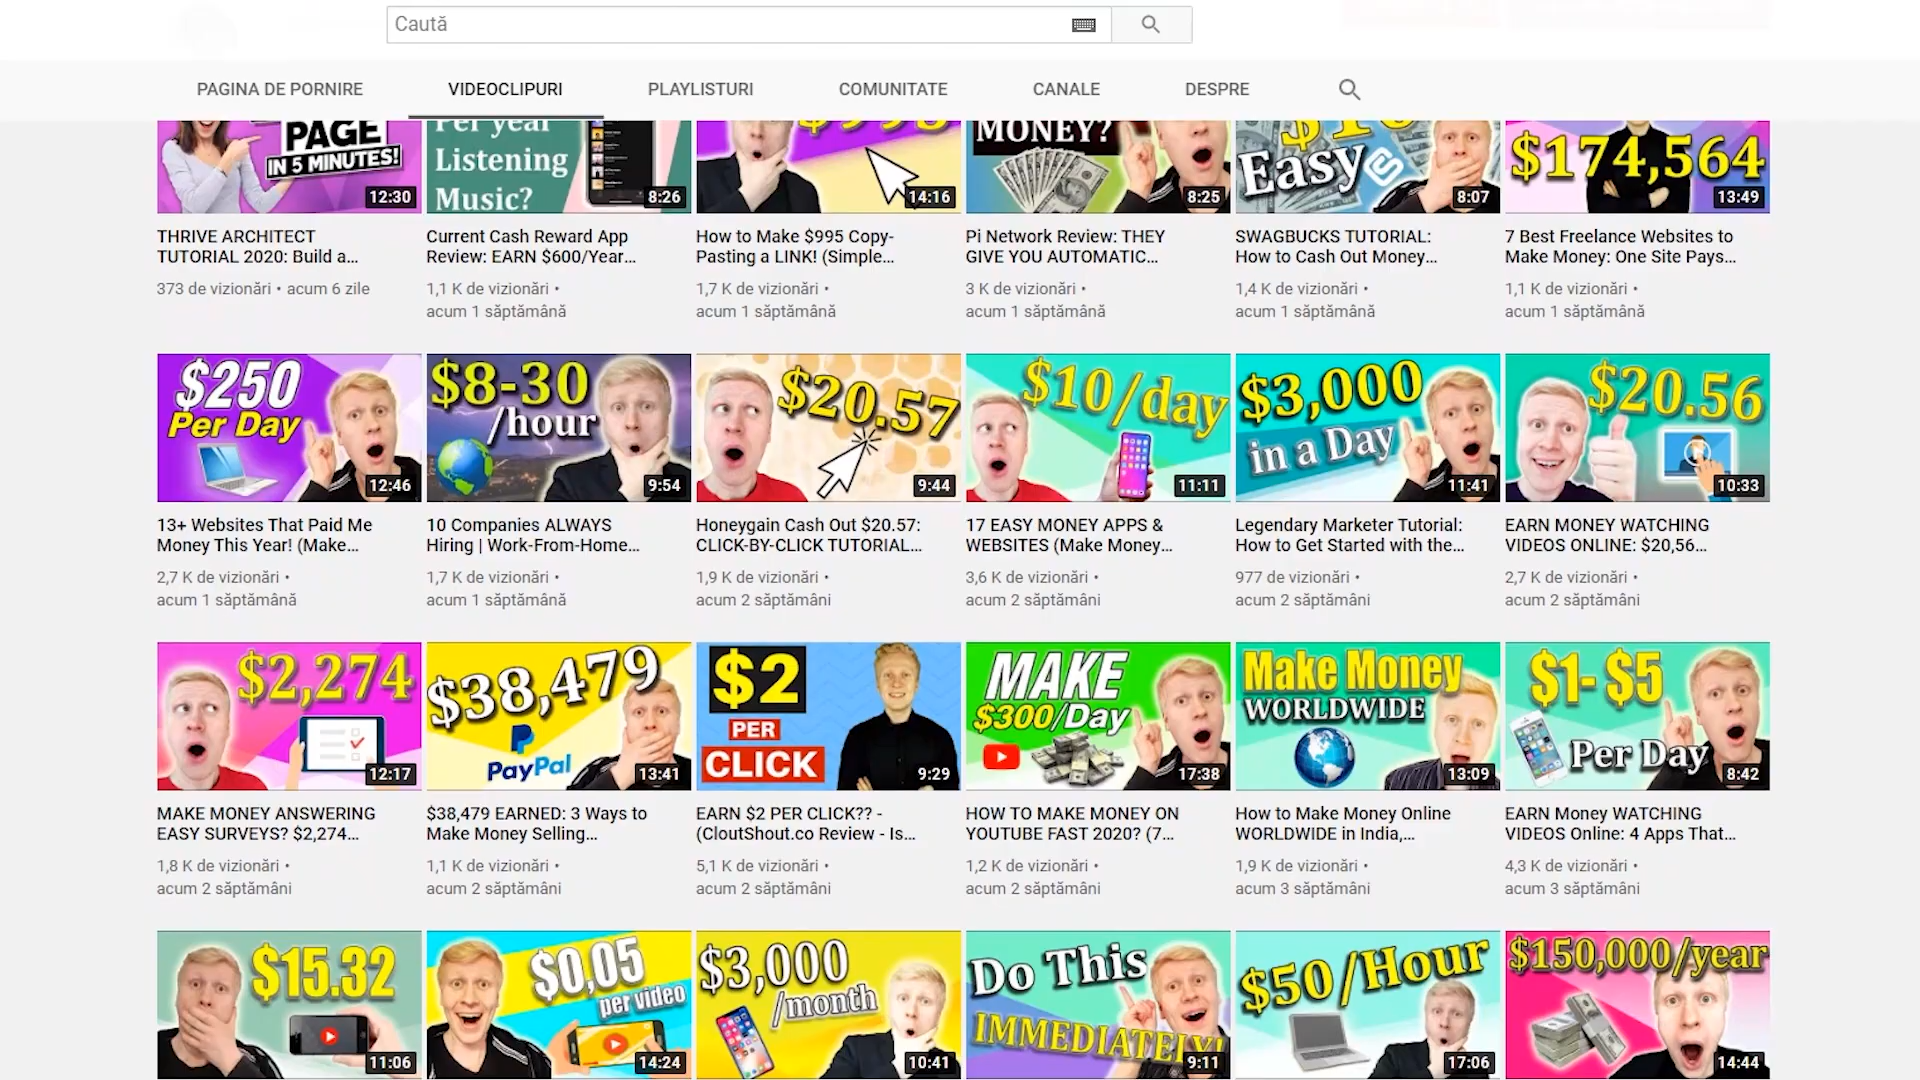 Caută
PAGINA DE PORNIRE
VIDEOCLIPURI
PLAYLISTURI
COMUNITATE
CANALE
DESPRE
PAGE
IN 5 MINUTES!
12:30
Per year
Listening
Music?
8:26
14:16
MONEY?
8:25
Easy
8:07
$174,564
13:49
THRIVE ARCHITECT
TUTORIAL 2020: Build a...
373 de vizionări • acum 6 zile
Current Cash Reward App
Review: EARN $600/Year...
1,1 K de vizionări •
acum 1 săptămână
How to Make $995 Copy-
Pasting a LINK! (Simple...
1,7 K de vizionări •
acum 1 săptămână
Pi Network Review: THEY
GIVE YOU AUTOMATIC...
3 K de vizionări •
acum 1 săptămână
SWAGBUCKS TUTORIAL:
How to Cash Out Money...
1,4 K de vizionări •
acum 1 săptămână
7 Best Freelance Websites to
Make Money: One Site Pays...
1,1 K de vizionări •
acum 1 săptămână
$250
Per Day
12:46
$8-30
/hour
9:54
$20.57
9:44
$10/day
11:11
$3,000
in a Day
11:41
$20.56
10:33
13+ Websites That Paid Me
Money This Year! (Make...
2,7 K de vizionări •
acum 1 săptămână
10 Companies ALWAYS
Hiring | Work-From-Home...
1,7 K de vizionări •
acum 1 săptămână
Honeygain Cash Out $20.57:
CLICK-BY-CLICK TUTORIAL...
1,9 K de vizionări •
acum 2 săptămâni
17 EASY MONEY APPS &
WEBSITES (Make Money...
3,6 K de vizionări •
acum 2 săptămâni
Legendary Marketer Tutorial:
How to Get Started with the...
977 de vizionări •
acum 2 săptămâni
EARN MONEY WATCHING
VIDEOS ONLINE: $20,56...
2,7 K de vizionări •
acum 2 săptămâni
$2,274
12:17
$38,479
PayPal
13:41
$2
PER
CLICK
9:29
MAKE
$300/Day
17:38
Make Money
WORLDWIDE
13:09
$1- $5
Per Day
8:42
MAKE MONEY ANSWERING
EASY SURVEYS? $2,274...
1,8 K de vizionări •
acum 2 săptămâni
$38,479 EARNED: 3 Ways to
Make Money Selling...
1,1 K de vizionări •
acum 2 săptămâni
EARN $2 PER CLICK?? -
(CloutShout.co Review - Is...
5,1 K de vizionări •
acum 2 săptămâni
HOW TO MAKE MONEY ON
YOUTUBE FAST 2020? (7...
1,2 K de vizionări •
acum 2 săptămâni
How to Make Money Online
WORLDWIDE in India,...
1,9 K de vizionări •
acum 3 săptămâni
EARN Money WATCHING
VIDEOS Online: 4 Apps That...
4,3 K de vizionări •
acum 3 săptămâni
$15.32
11:06
$0,05
per video
14:24
$3,000
/month
10:41
Do This
IMMEDIATELY!
9:11
$50/Hour
17:06
$150,000/year
14:44